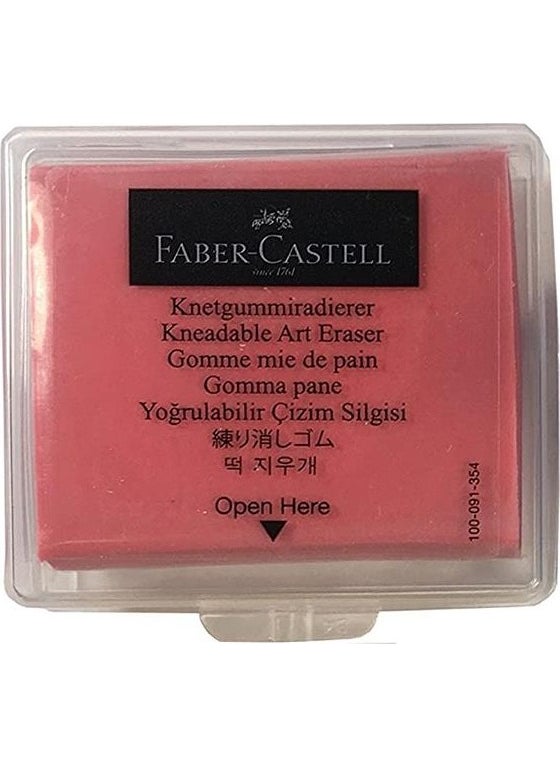 FABER-CASTELL
since 1761
Knetgummiradierer
Kneadable Art Eraser
Gomme mie de pain
Gomma pane
Yoğrulabilir Çizim Silgisi
練り消しゴム
떡 지우개
Open Here
100-091-354